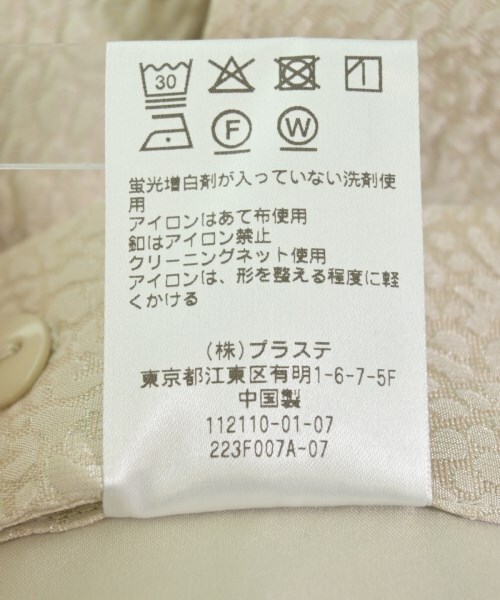 30
F W
蛍光増白剤が入っていない洗剤使
用
アイロンはあて布使用
釦はアイロン禁止
クリーニングネット使用
アイロンは、形を整える程度に軽
くかける
(株)プラステ
東京都江東区有明1-6-7-5F
中国製
112110-01-07
223F007A-07